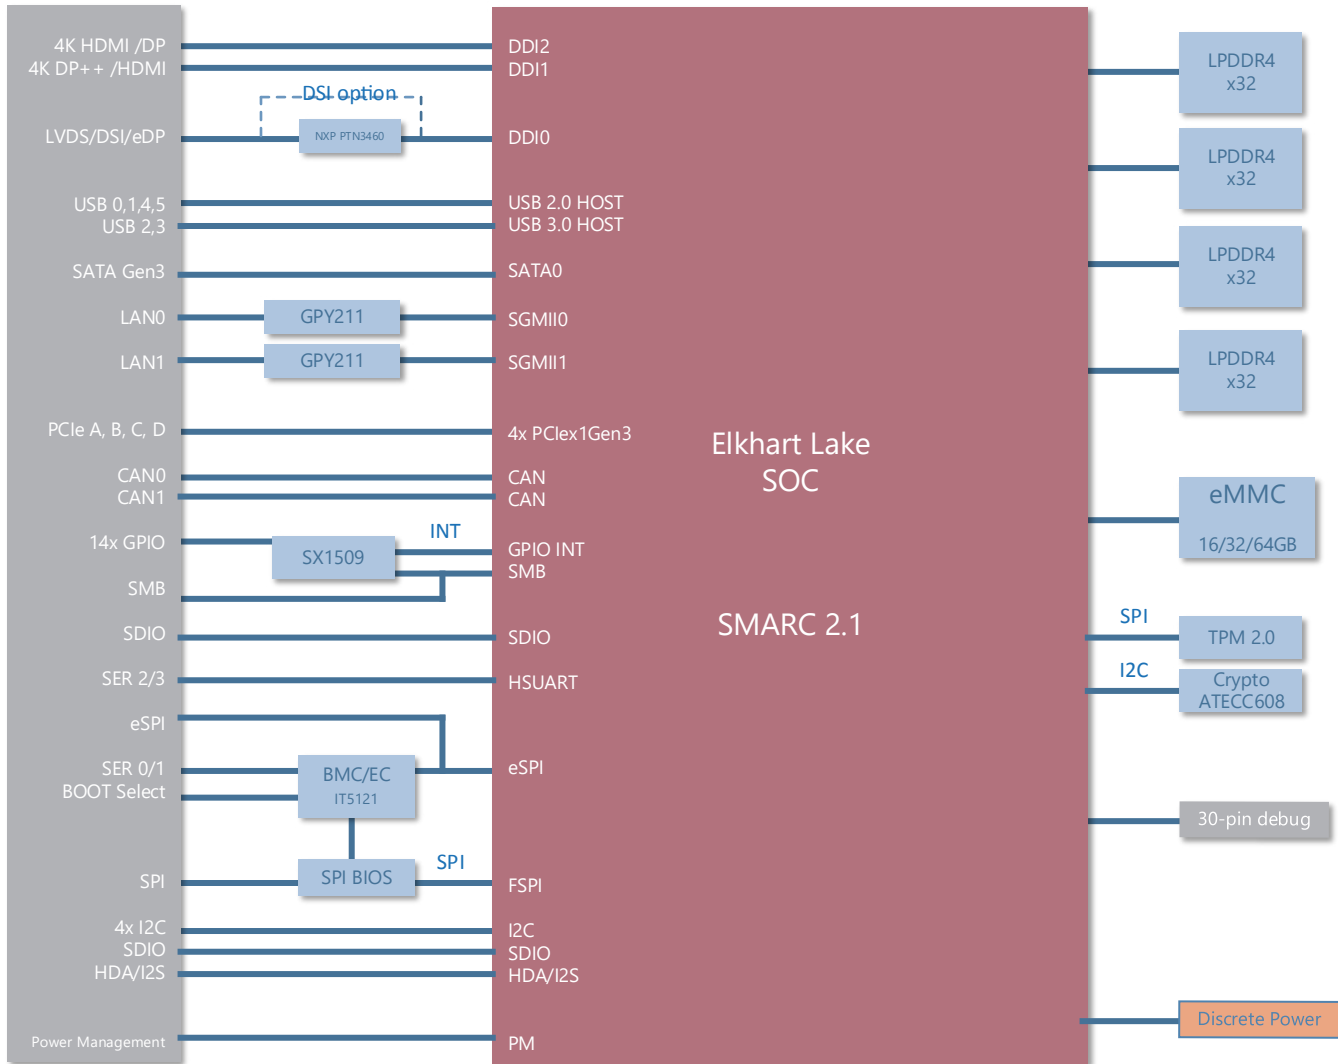 4K HDMI /DP
4K DP++ /HDMI
DSI option
LVDS/DSI/eDP
NXP PTN3460
USB 0,1,4,5
USB 2,3
SATA Gen3
LAN0
GPY211
LAN1
GPY211
PCIe A, B, C, D
CAN0
CAN1
14x GPIO
INT
SX1509
SMB
SDIO
SER 2/3
eSPI
SER 0/1
BOOT Select
BMC/EC
IT5121
SPI
SPI BIOS
SPI
4x I2C
SDIO
HDA/I2S
Power Management
DDI2
DDI1
DDI0
USB 2.0 HOST
USB 3.0 HOST
SATA0
SGMII0
SGMII1
4x PCIex1Gen3
CAN
CAN
GPIO INT
SMB
SDIO
HSUART
eSPI
FSPI
I2C
SDIO
HDA/I2S
PM
Elkhart Lake
SOC
SMARC 2.1
LPDDR4
x32
LPDDR4
x32
LPDDR4
x32
LPDDR4
x32
eMMC
16/32/64GB
SPI
TPM 2.0
I2C
Crypto
ATECC608
30-pin debug
Discrete Power